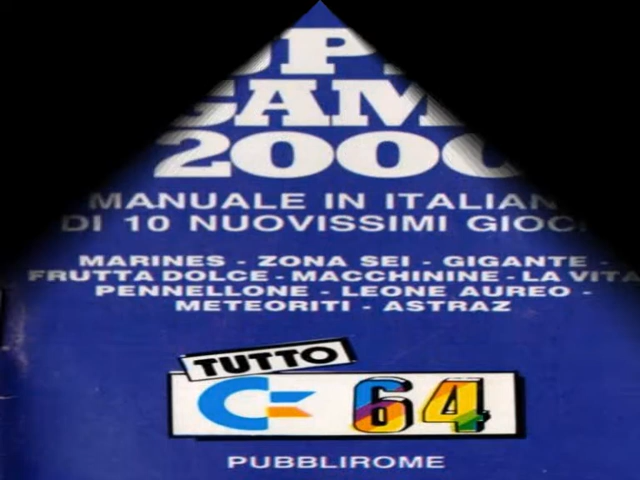 GAM
2000
MANUALE IN ITALIAN
DI 10 NUOVISSIMI GIOC
MARINES - ZONA SEI - GIGANTE -
FRUTTA DOLCE - MACCHININE - LA VITA
PENNELLONE - LEONE AUREO -
METEORITI - ASTRAZ
TUTTO
C 64
PUBBLIROME